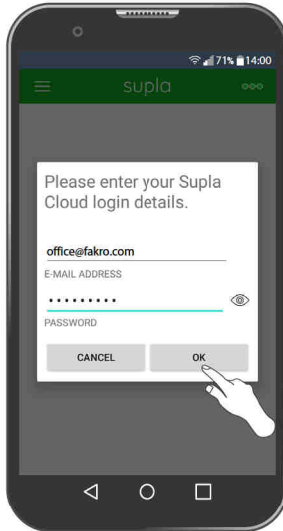 71% 14:00
supla
Please enter your Supla
Cloud login details.
office@fakro.com
E-MAIL ADDRESS
•••••••••
PASSWORD
CANCEL OK